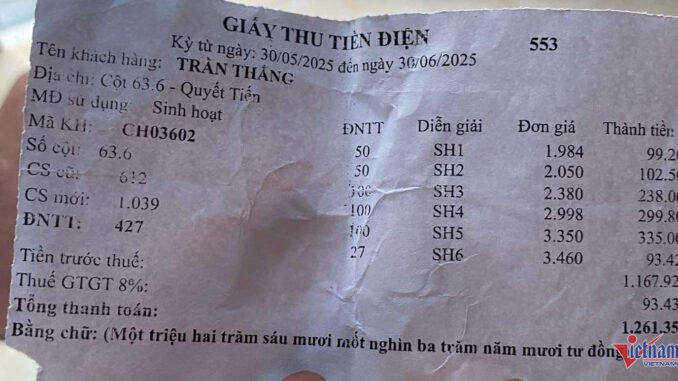 GIẤY THU TIỀN ĐIỆN
553
Kỳ từ ngày: 30/05/2025 đến ngày 30/06/2025
Tên khách hàng: TRẦN THẮNG
Địa chỉ: Cột 63.6 - Quyết Tiến
MĐ sử dụng: Sinh hoạt
Mã KH: CH03602
Số cột: 63.6
CS cũ: 612
CS mới: 1.039
ĐNTT: 427
ĐNTT Diễn giải Đơn giá Thành tiền
50 SH1 1.984 99.20
50 SH2 2.050 102.50
100 SH3 2.380 238.00
100 SH4 2.998 299.80
100 SH5 3.350 335.00
27 SH6 3.460 93.42
Tiền trước thuế: 1.167.92
Thuế GTGT 8%: 93.43
Tổng thanh toán: 1.261.35
Bằng chữ: (Một triệu hai trăm sáu mươi mốt nghìn ba trăm năm mươi tư đồng
Vietnam
VIETNAM